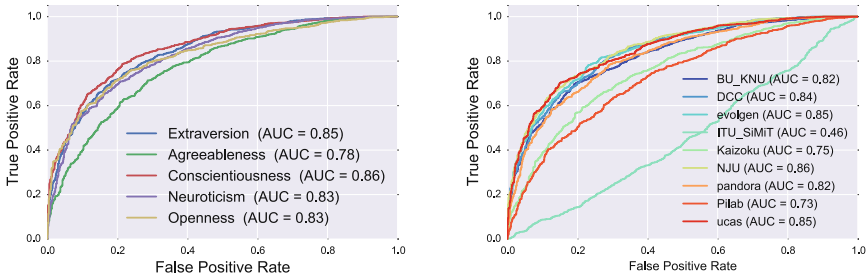 1.0
0.8
0.6
0.4
0.2
0.0
True Positive Rate
Extraversion (AUC = 0.85)
Agreeableness (AUC = 0.78)
Conscientiousness (AUC = 0.86)
Neuroticism (AUC = 0.83)
Openness (AUC = 0.83)
0.0 0.2 0.4 0.6 0.8 1.0
False Positive Rate
1.0
0.8
0.6
0.4
0.2
0.0
True Positive Rate
BU_KNU (AUC = 0.82)
DCC (AUC = 0.84)
evolgen (AUC = 0.85)
ITU_SiMiT (AUC = 0.46)
Kaizoku (AUC = 0.75)
NJU (AUC = 0.86)
pandora (AUC = 0.82)
Pilab (AUC = 0.73)
ucas (AUC = 0.85)
0.0 0.2 0.4 0.6 0.8 1.0
False Positive Rate